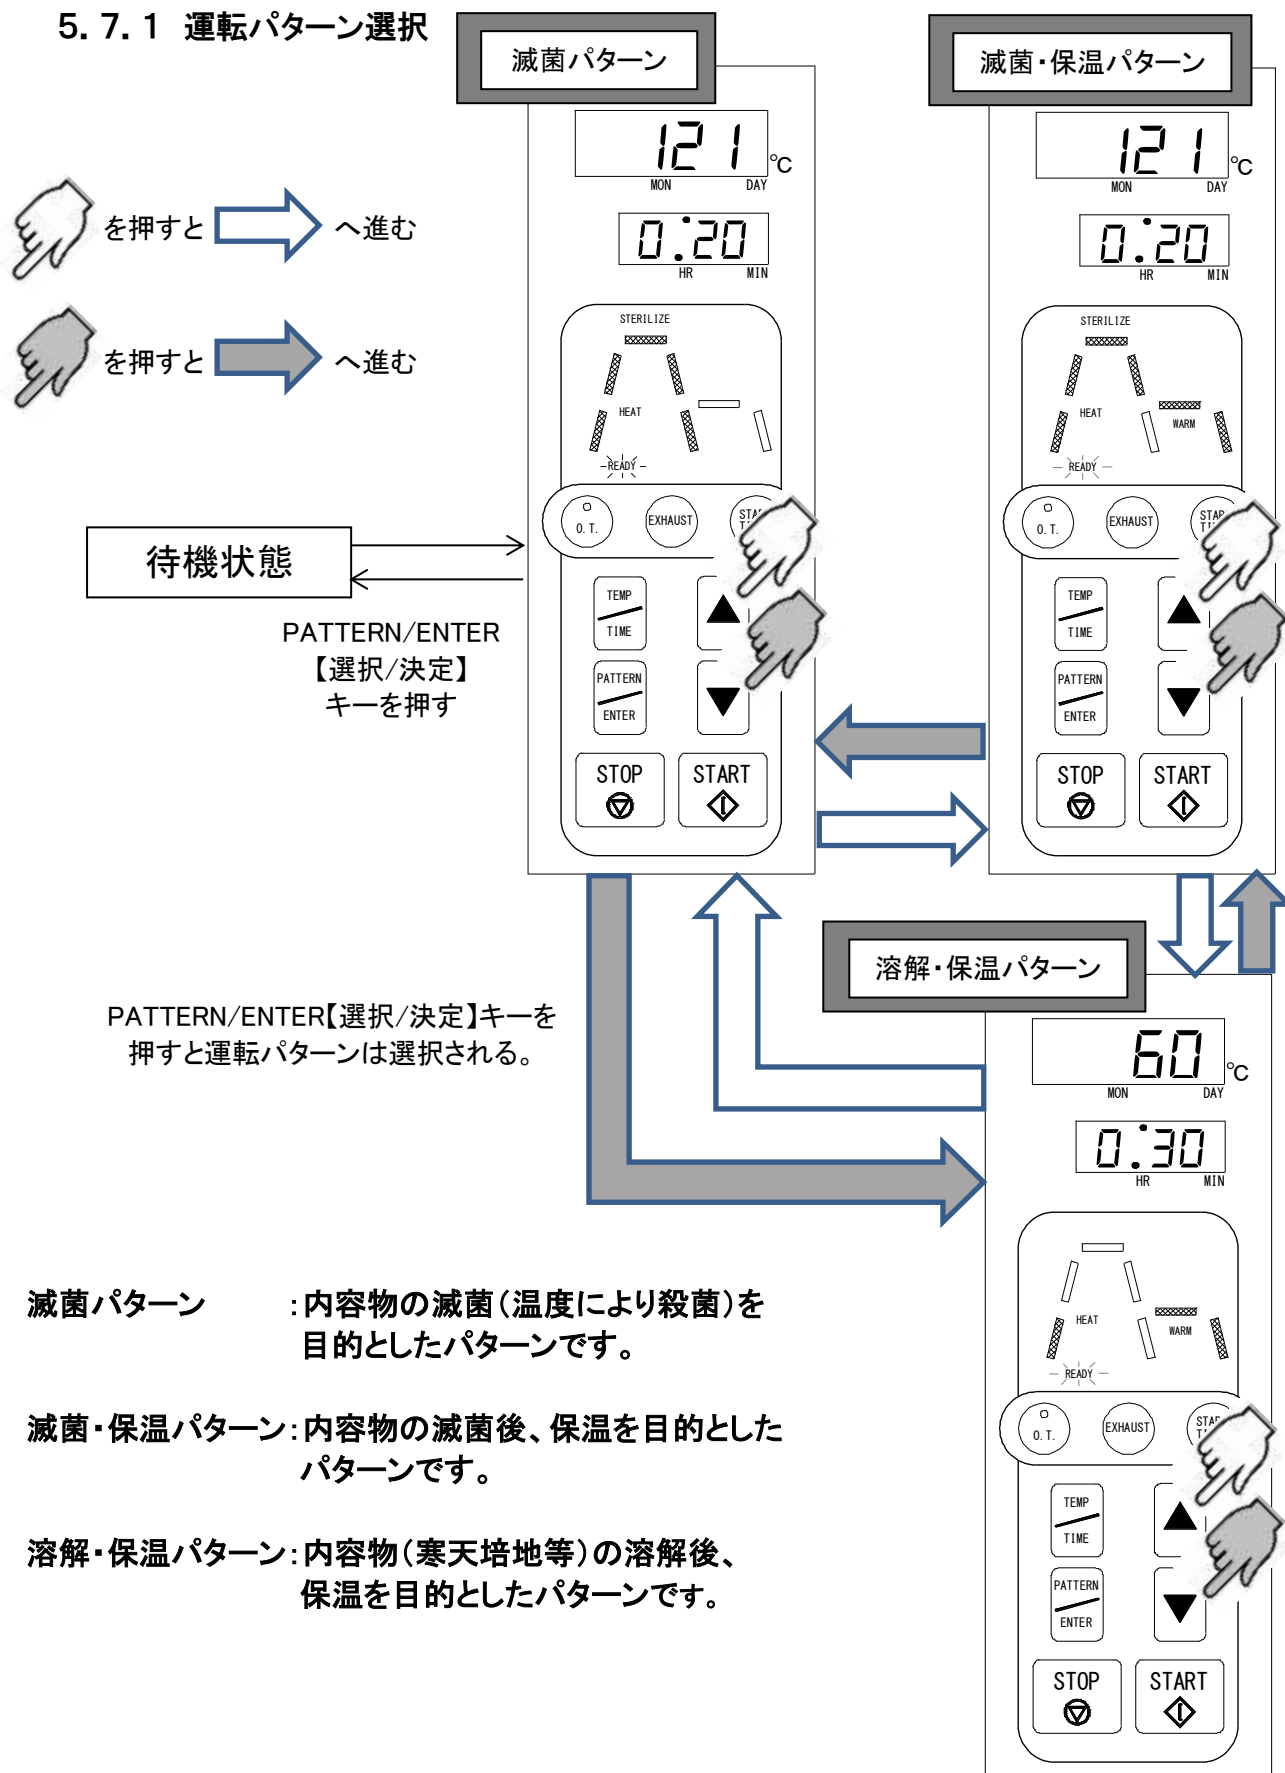 5.7.1 運転パターン選択
滅菌パターン
滅菌・保温パターン
121 ℃
MON DAY
0:20
HR MIN
121 ℃
MON DAY
0:20
HR MIN
を押すと へ進む
を押すと へ進む
STERILIZE
HEAT
READY
O.T.
EXHAUST
TEMP
TIME
▲
PATTERN
ENTER
▼
STOP
START
STERILIZE
HEAT
WARM
READY
O.T.
EXHAUST
TEMP
TIME
▲
PATTERN
ENTER
▼
STOP
START
待機状態
PATTERN/ENTER
【選択/決定】
キーを押す
PATTERN/ENTER【選択/決定】キーを
押すと運転パターンは選択される。
溶解・保温パターン
60 ℃
MON DAY
0:30
HR MIN
HEAT
WARM
READY
O.T.
EXHAUST
TEMP
TIME
▲
PATTERN
ENTER
▼
STOP
START
滅菌パターン :内容物の滅菌(温度により殺菌)を
目的としたパターンです。
滅菌・保温パターン:内容物の滅菌後、保温を目的とした
パターンです。
溶解・保温パターン:内容物(寒天培地等)の溶解後、
保温を目的としたパターンです。